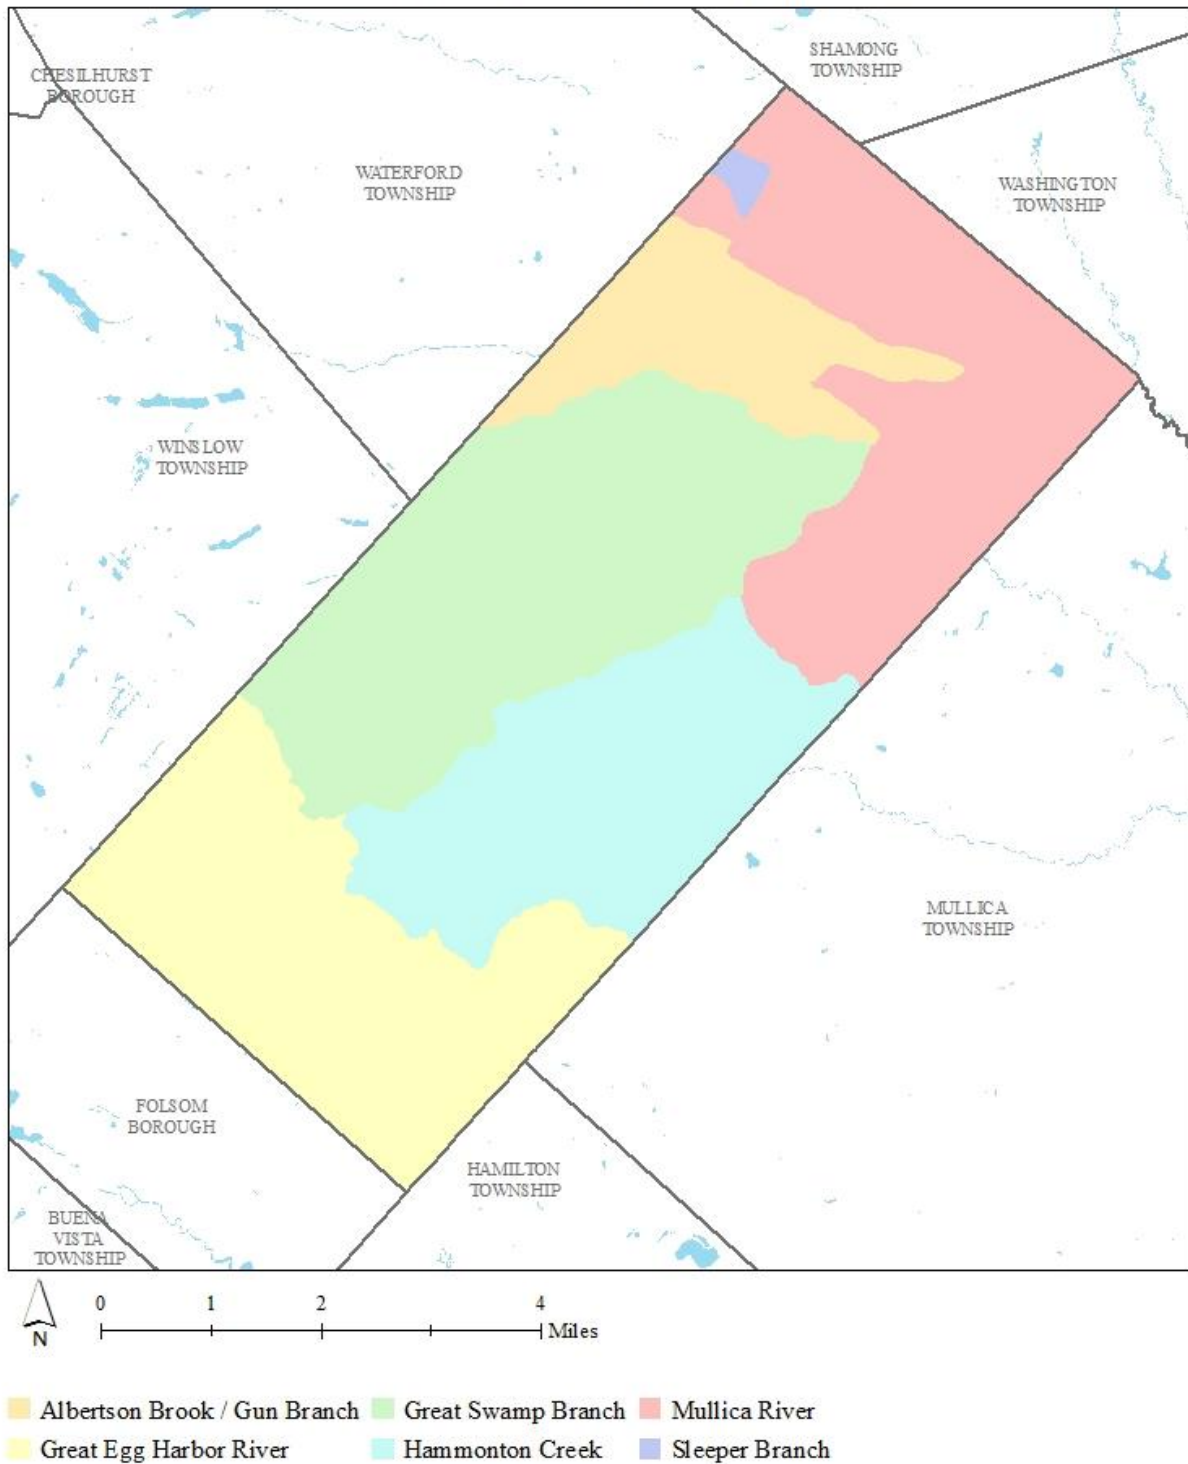 SHAMONG
TOWNSHIP
CHESILHURST
BOROUGH
WATERFORD
TOWNSHIP
WASHINGTON
TOWNSHIP
WINSLOW
TOWNSHIP
MULLICA
TOWNSHIP
FOLSOM
BOROUGH
HAMILTON
TOWNSHIP
BUENA
VISTA
TOWNSHIP
N
0 1 2 4
Miles
Albertson Brook / Gun Branch Great Swamp Branch Mullica River
Great Egg Harbor River Hammonton Creek Sleeper Branch